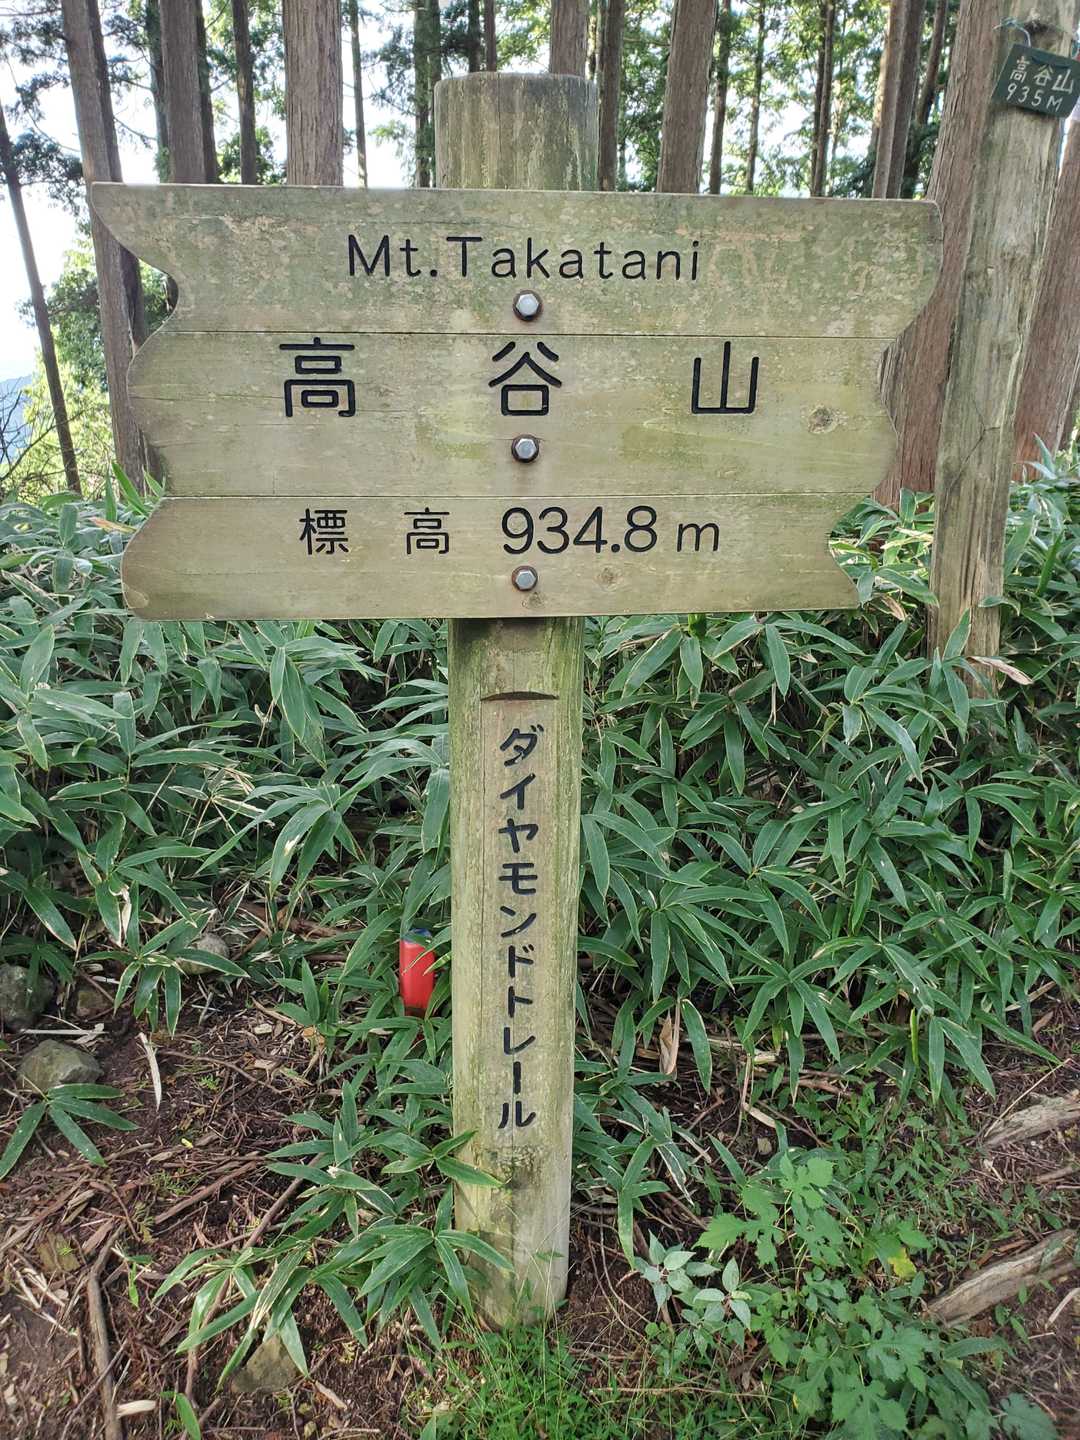 Mt.Takatani
高谷山
標高 934.8m
ダイヤモンドトレール
高谷山
935M